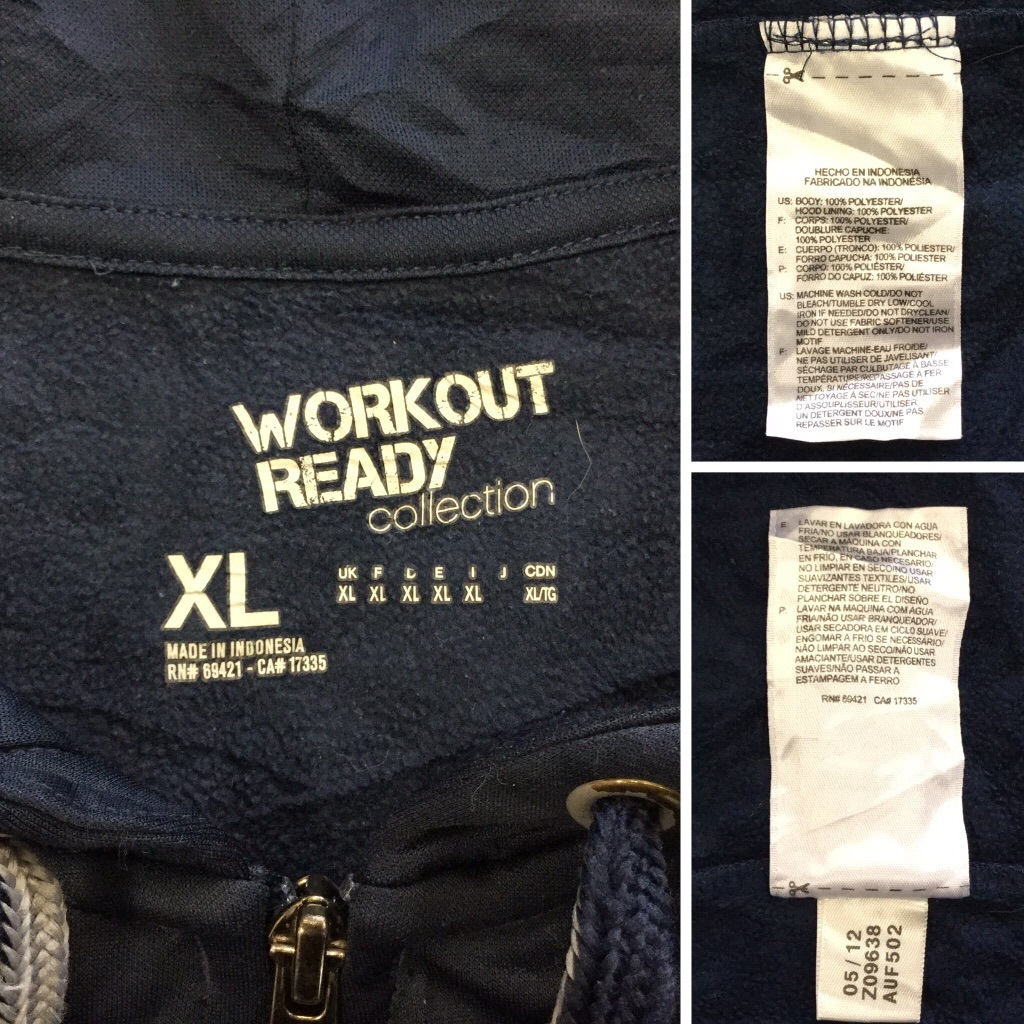 WORKOUT
READY
collection
XL
UK F D E I J CDN
XL XL XL XL XL XL/TG
MADE IN INDONESIA
RN# 69421 - CA# 17335
HECHO EN INDONESIA
FABRICADO NA INDONÉSIA
US: BODY: 100% POLYESTER/
HOOD LINING: 100% POLYESTER
F: CORPS: 100% POLYESTER/
DOUBLURE CAPUCHE:
100% POLYESTER
E: CUERPO (TRONCO): 100% POLIESTER/
FORRO CAPUCHA: 100% POLIESTER
P: CORPO: 100% POLIÉSTER/
FORRO DO CAPUZ: 100% POLIÉSTER
US: MACHINE WASH COLD/DO NOT
BLEACH/TUMBLE DRY LOW/COOL
IRON IF NEEDED/DO NOT DRYCLEAN/
DO NOT USE FABRIC SOFTENER/USE
MILD DETERGENT ONLY/DO NOT IRON
MOTIF
F: LAVAGE MACHINE-EAU FROIDE/
NE PAS UTILISER DE JAVELISANT/
SÉCHAGE PAR CULBUTAGE À BASSE
TEMPÉRATURE/REPASSAGE A FER
DOUX, SI NÉCESSAIRE/PAS DE
NETTOYAGE À SEC/NE PAS UTILISER
D'ASSOUPLISSEUR/UTILISER
UN DETERGENT DOUX/NE PAS
REPASSER SUR LE MOTIF
E: LAVAR EN LAVADORA CON AGUA
FRIA/NO USAR BLANQUEADORES/
SECAR A MÁQUINA CON
TEMPERATURA BAJA/PLANCHAR
EN FRIO, EN CASO NECESARIO/
NO LIMPIAR EN SECO/NO USAR
SUAVIZANTES TEXTILES/USAR
DETERGENTE NEUTRO/NO
PLANCHAR SOBRE EL DISEÑO
P: LAVAR NA MAQUINA COM AGUA
FRIA/NÃO USAR BRANQUEADOR/
USAR SECADORA EM CICLO SUAVE/
ENGOMAR A FRIO SE NECESSÁRIO/
NÃO LIMPAR AO SECO/NÃO USAR
AMACIANTE/USAR DETERGENTES
SUAVES/NÃO PASSAR A
ESTAMPAGEM A FERRO
RN# 69421 CA# 17335
05/12
Z09638
AUF502